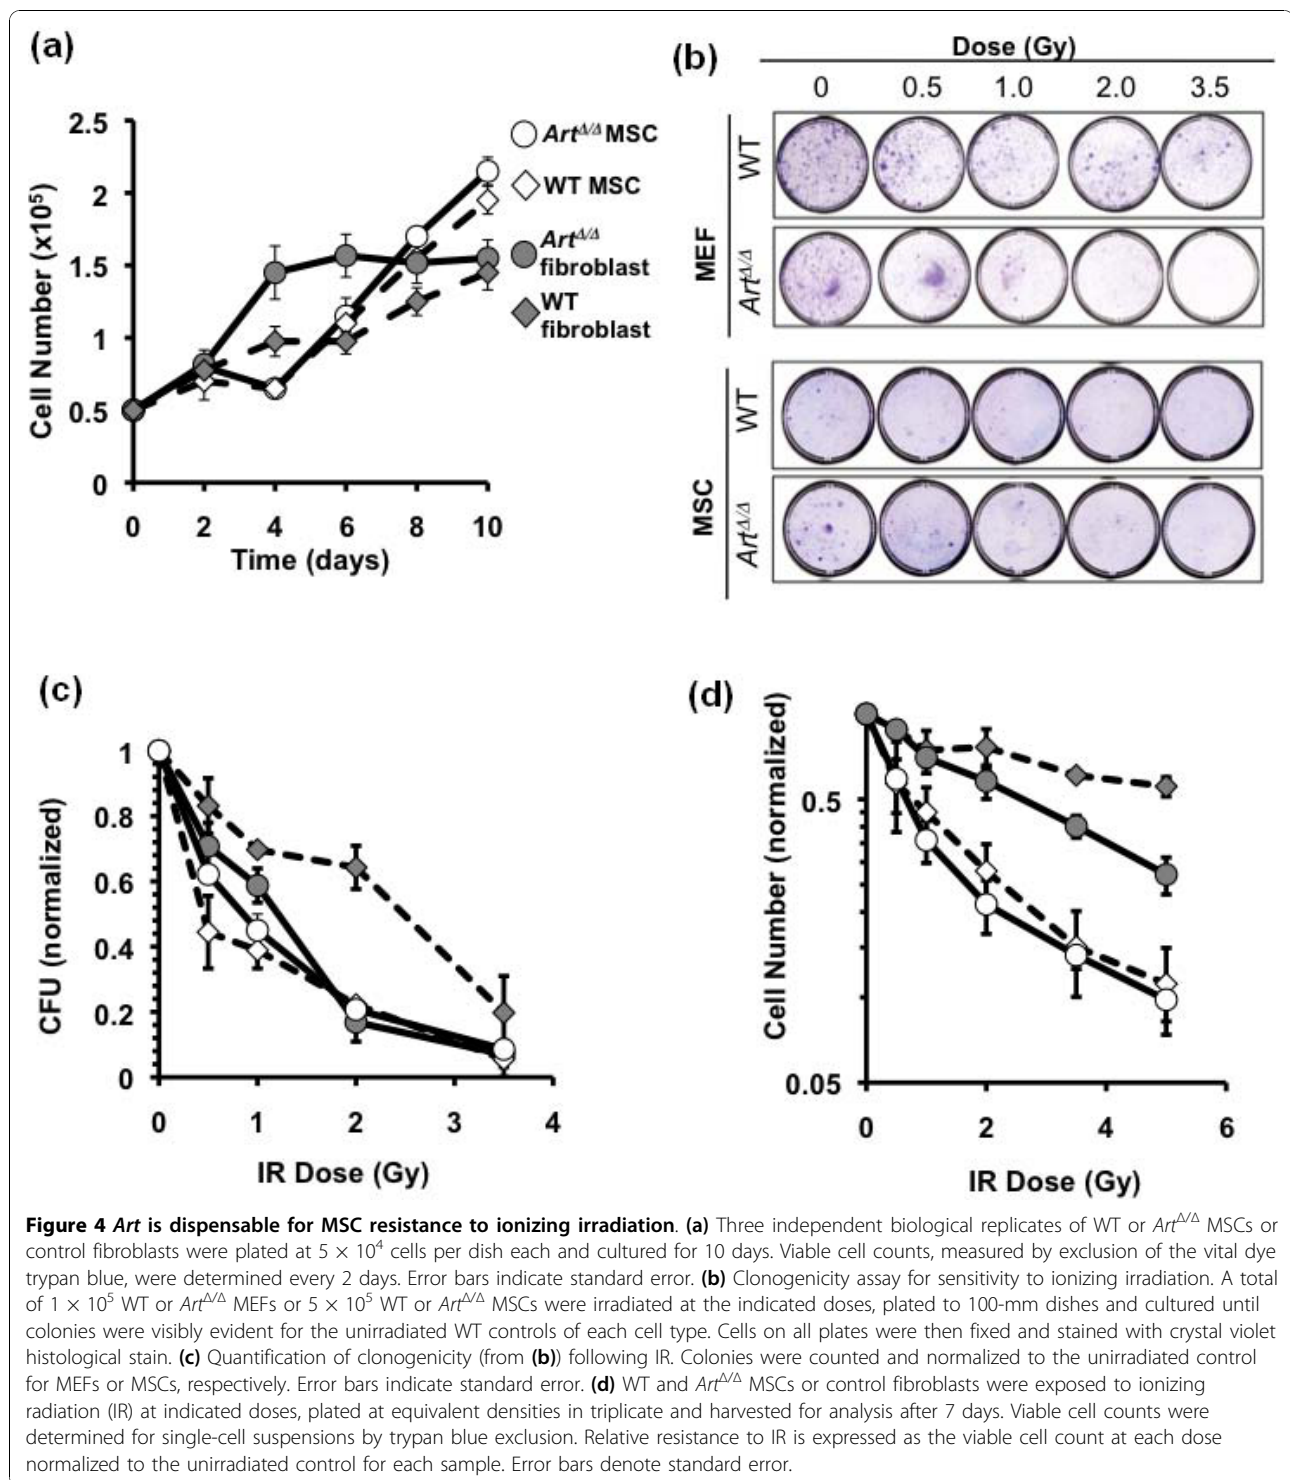 (a)
2.5
2
1.5
1
0.5
0
Cell Number (x10⁵)
0 2 4 6 8 10
Time (days)
Art^Δ/Δ MSC
WT MSC
Art^Δ/Δ
fibroblast
WT
fibroblast
(b)
Dose (Gy)
0 0.5 1.0 2.0 3.5
MEF
WT
Art^Δ/Δ
MSC
WT
Art^Δ/Δ
(c)
1
0.8
0.6
0.4
0.2
0
CFU (normalized)
0 1 2 3 4
IR Dose (Gy)
(d)
0.5
0.05
Cell Number (normalized)
0 2 4 6
IR Dose (Gy)
Figure 4 Art is dispensable for MSC resistance to ionizing irradiation. (a) Three independent biological replicates of WT or Art^Δ/Δ MSCs or
control fibroblasts were plated at 5 × 10⁴ cells per dish each and cultured for 10 days. Viable cell counts, measured by exclusion of the vital dye
trypan blue, were determined every 2 days. Error bars indicate standard error. (b) Clonogenicity assay for sensitivity to ionizing irradiation. A total
of 1 × 10⁵ WT or Art^Δ/Δ MEFs or 5 × 10⁵ WT or Art^Δ/Δ MSCs were irradiated at the indicated doses, plated to 100-mm dishes and cultured until
colonies were visibly evident for the unirradiated WT controls of each cell type. Cells on all plates were then fixed and stained with crystal violet
histological stain. (c) Quantification of clonogenicity (from (b)) following IR. Colonies were counted and normalized to the unirradiated control
for MEFs or MSCs, respectively. Error bars indicate standard error. (d) WT and Art^Δ/Δ MSCs or control fibroblasts were exposed to ionizing
radiation (IR) at indicated doses, plated at equivalent densities in triplicate and harvested for analysis after 7 days. Viable cell counts were
determined for single-cell suspensions by trypan blue exclusion. Relative resistance to IR is expressed as the viable cell count at each dose
normalized to the unirradiated control for each sample. Error bars denote standard error.